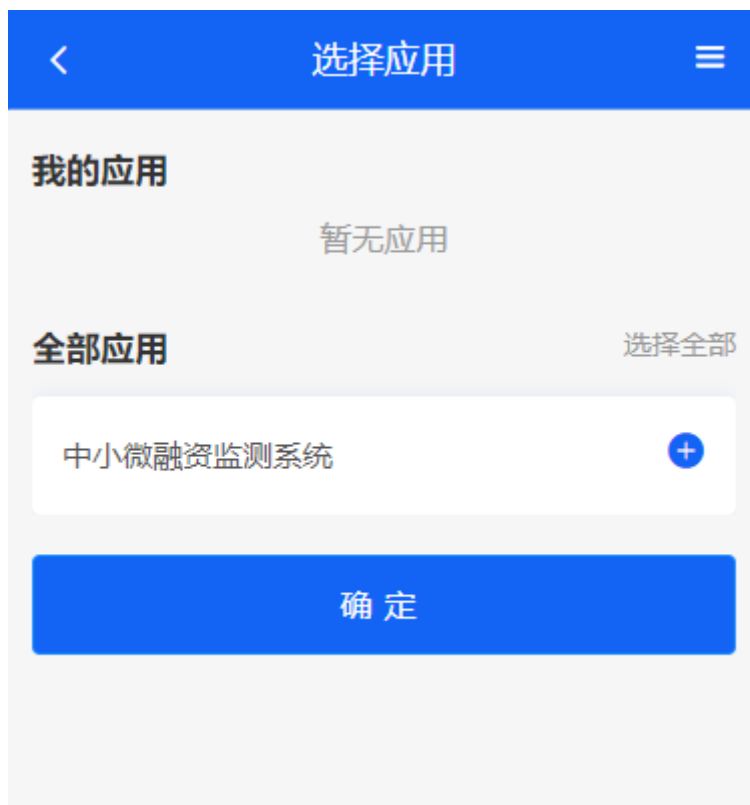 选择应用
我的应用
暂无应用
全部应用 选择全部
中小微融资监测系统
确 定